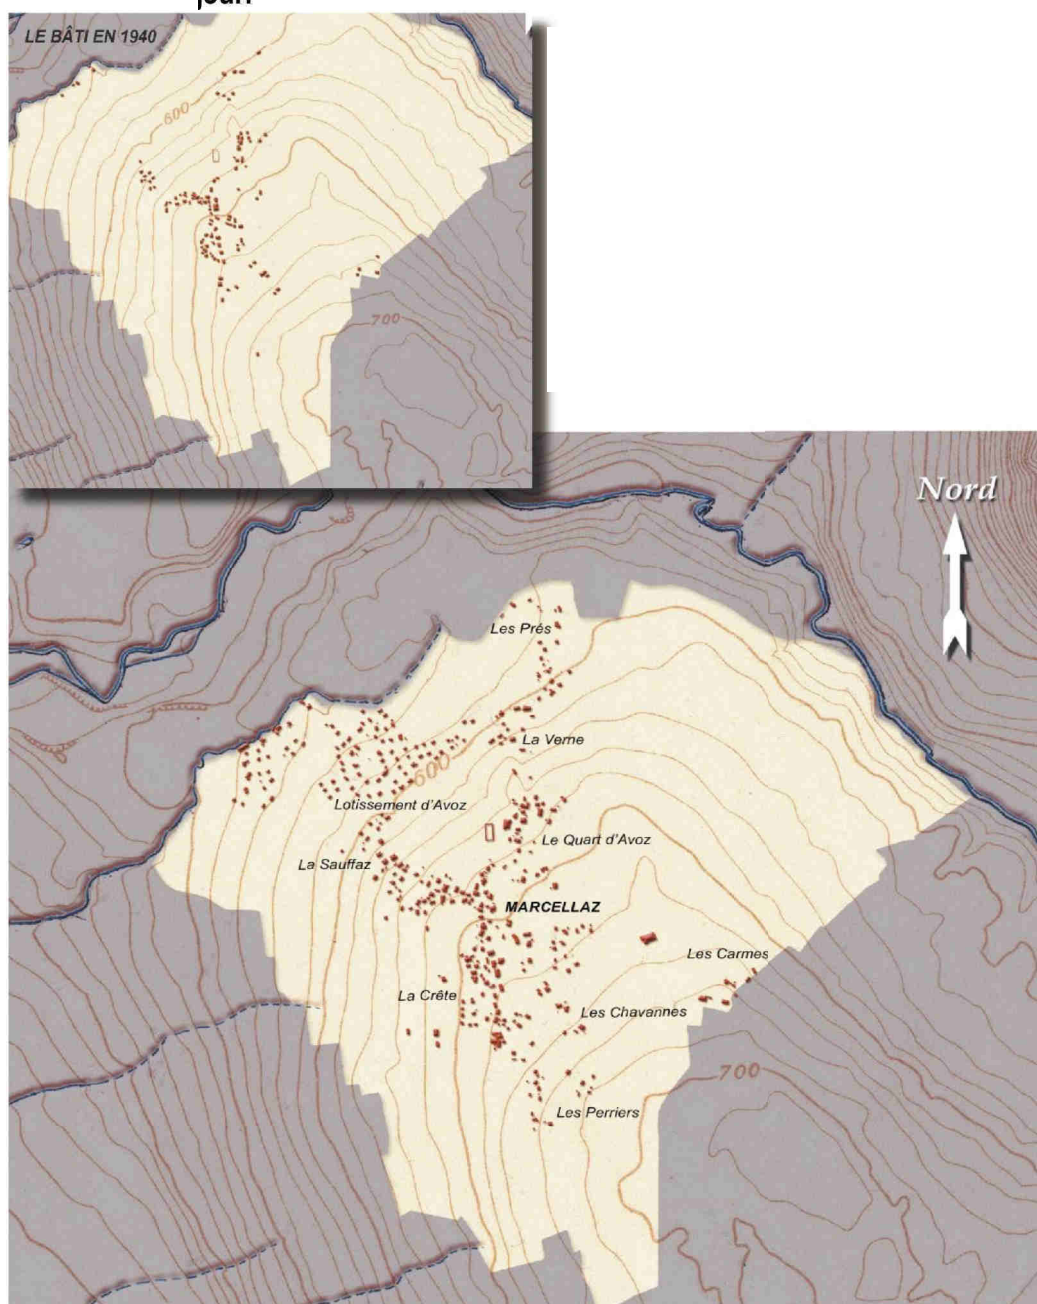 jour.
LE BÂTI EN 1940
600
700
Nord
Les Prés
La Verne
600
Lotissement d'Avoz
Le Quart d'Avoz
La Sauffaz
MARCELLAZ
Les Carmes
La Crête
Les Chavannes
700
Les Perriers